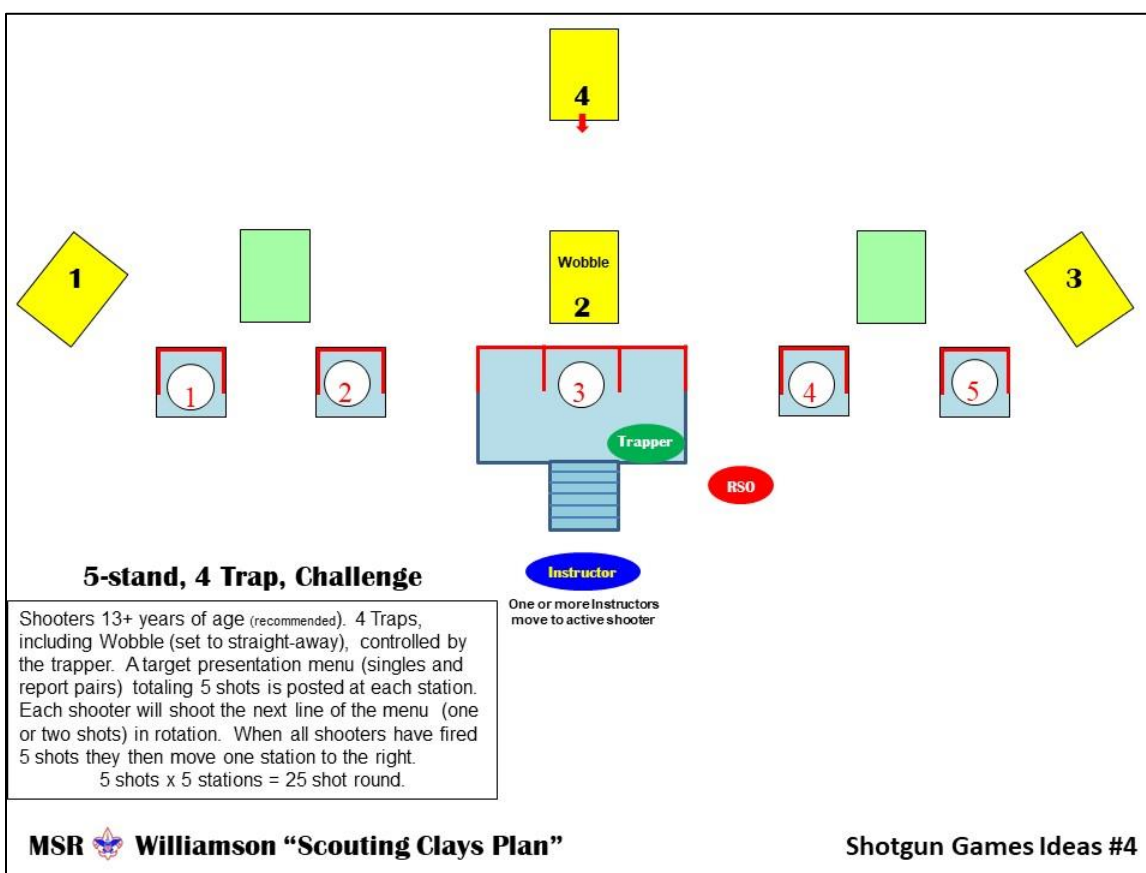 4
1
Wobble
2
3
1
2
3
4
5
Trapper
RSO
Instructor
One or more Instructors
move to active shooter
5-stand, 4 Trap, Challenge
Shooters 13+ years of age (recommended). 4 Traps,
including Wobble (set to straight-away), controlled by
the trapper. A target presentation menu (singles and
report pairs) totaling 5 shots is posted at each station.
Each shooter will shoot the next line of the menu (one
or two shots) in rotation. When all shooters have fired
5 shots they then move one station to the right.
5 shots x 5 stations = 25 shot round.
MSR Williamson “Scouting Clays Plan”
Shotgun Games Ideas #4